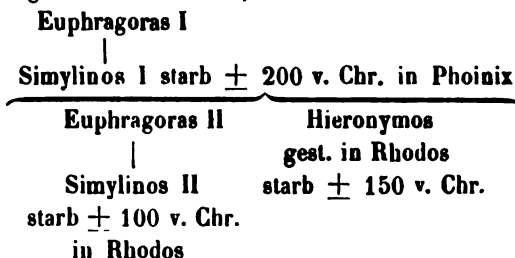 Euphragoras I
Simylinos I starb ± 200 v. Chr. in Phoinix
Euphragoras II Hieronymos
gest. in Rhodos
Simylinos II starb ± 150 v. Chr.
starb ± 100 v. Chr.
in Rhodos